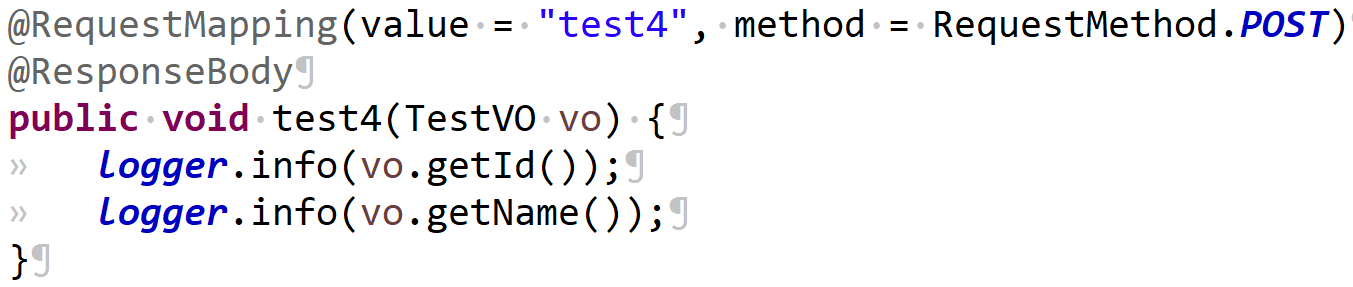 @RequestMapping(value = "test4", method = RequestMethod.POST)
@ResponseBody¶
public void test4(TestVO vo) {¶
»   logger.info(vo.getId());¶
»   logger.info(vo.getName());¶
}¶